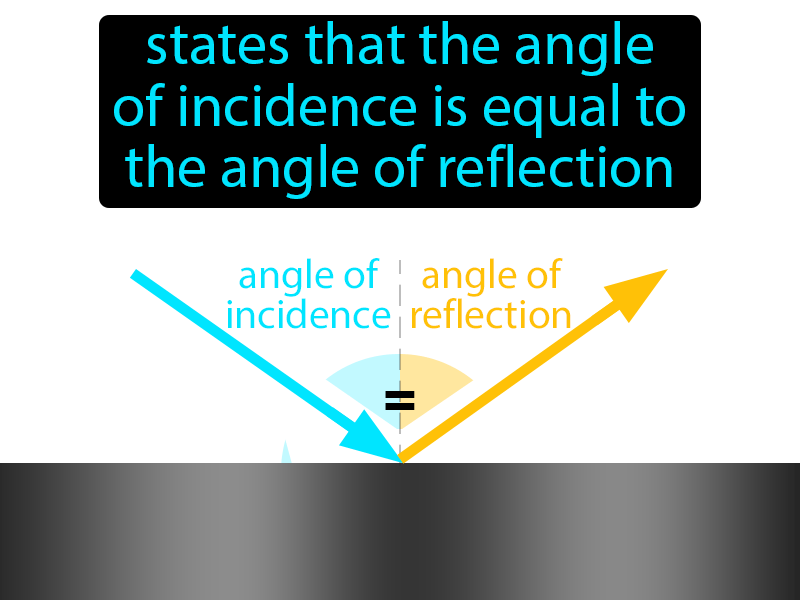 states that the angle
of incidence is equal to
the angle of reflection
angle of
incidence
angle of
reflection
=